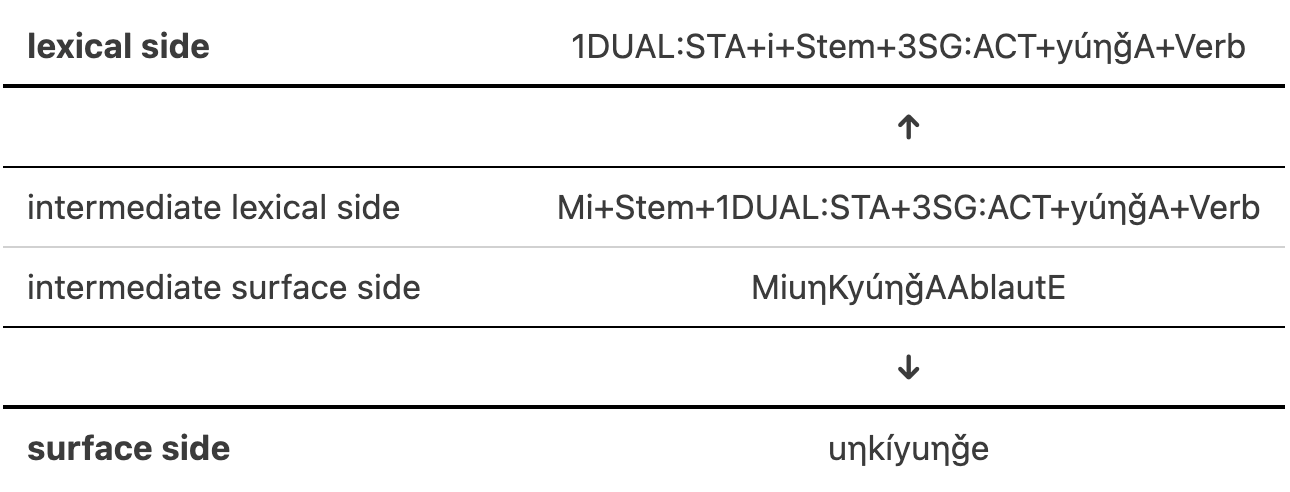 lexical side 1DUAL:STA+i+Stem+3SG:ACT+yúŋǧA+Verb
↑
intermediate lexical side Mi+Stem+1DUAL:STA+3SG:ACT+yúŋǧA+Verb
intermediate surface side MiuŋKyúŋǧAAblautE
↓
surface side uŋkíyuŋǧe